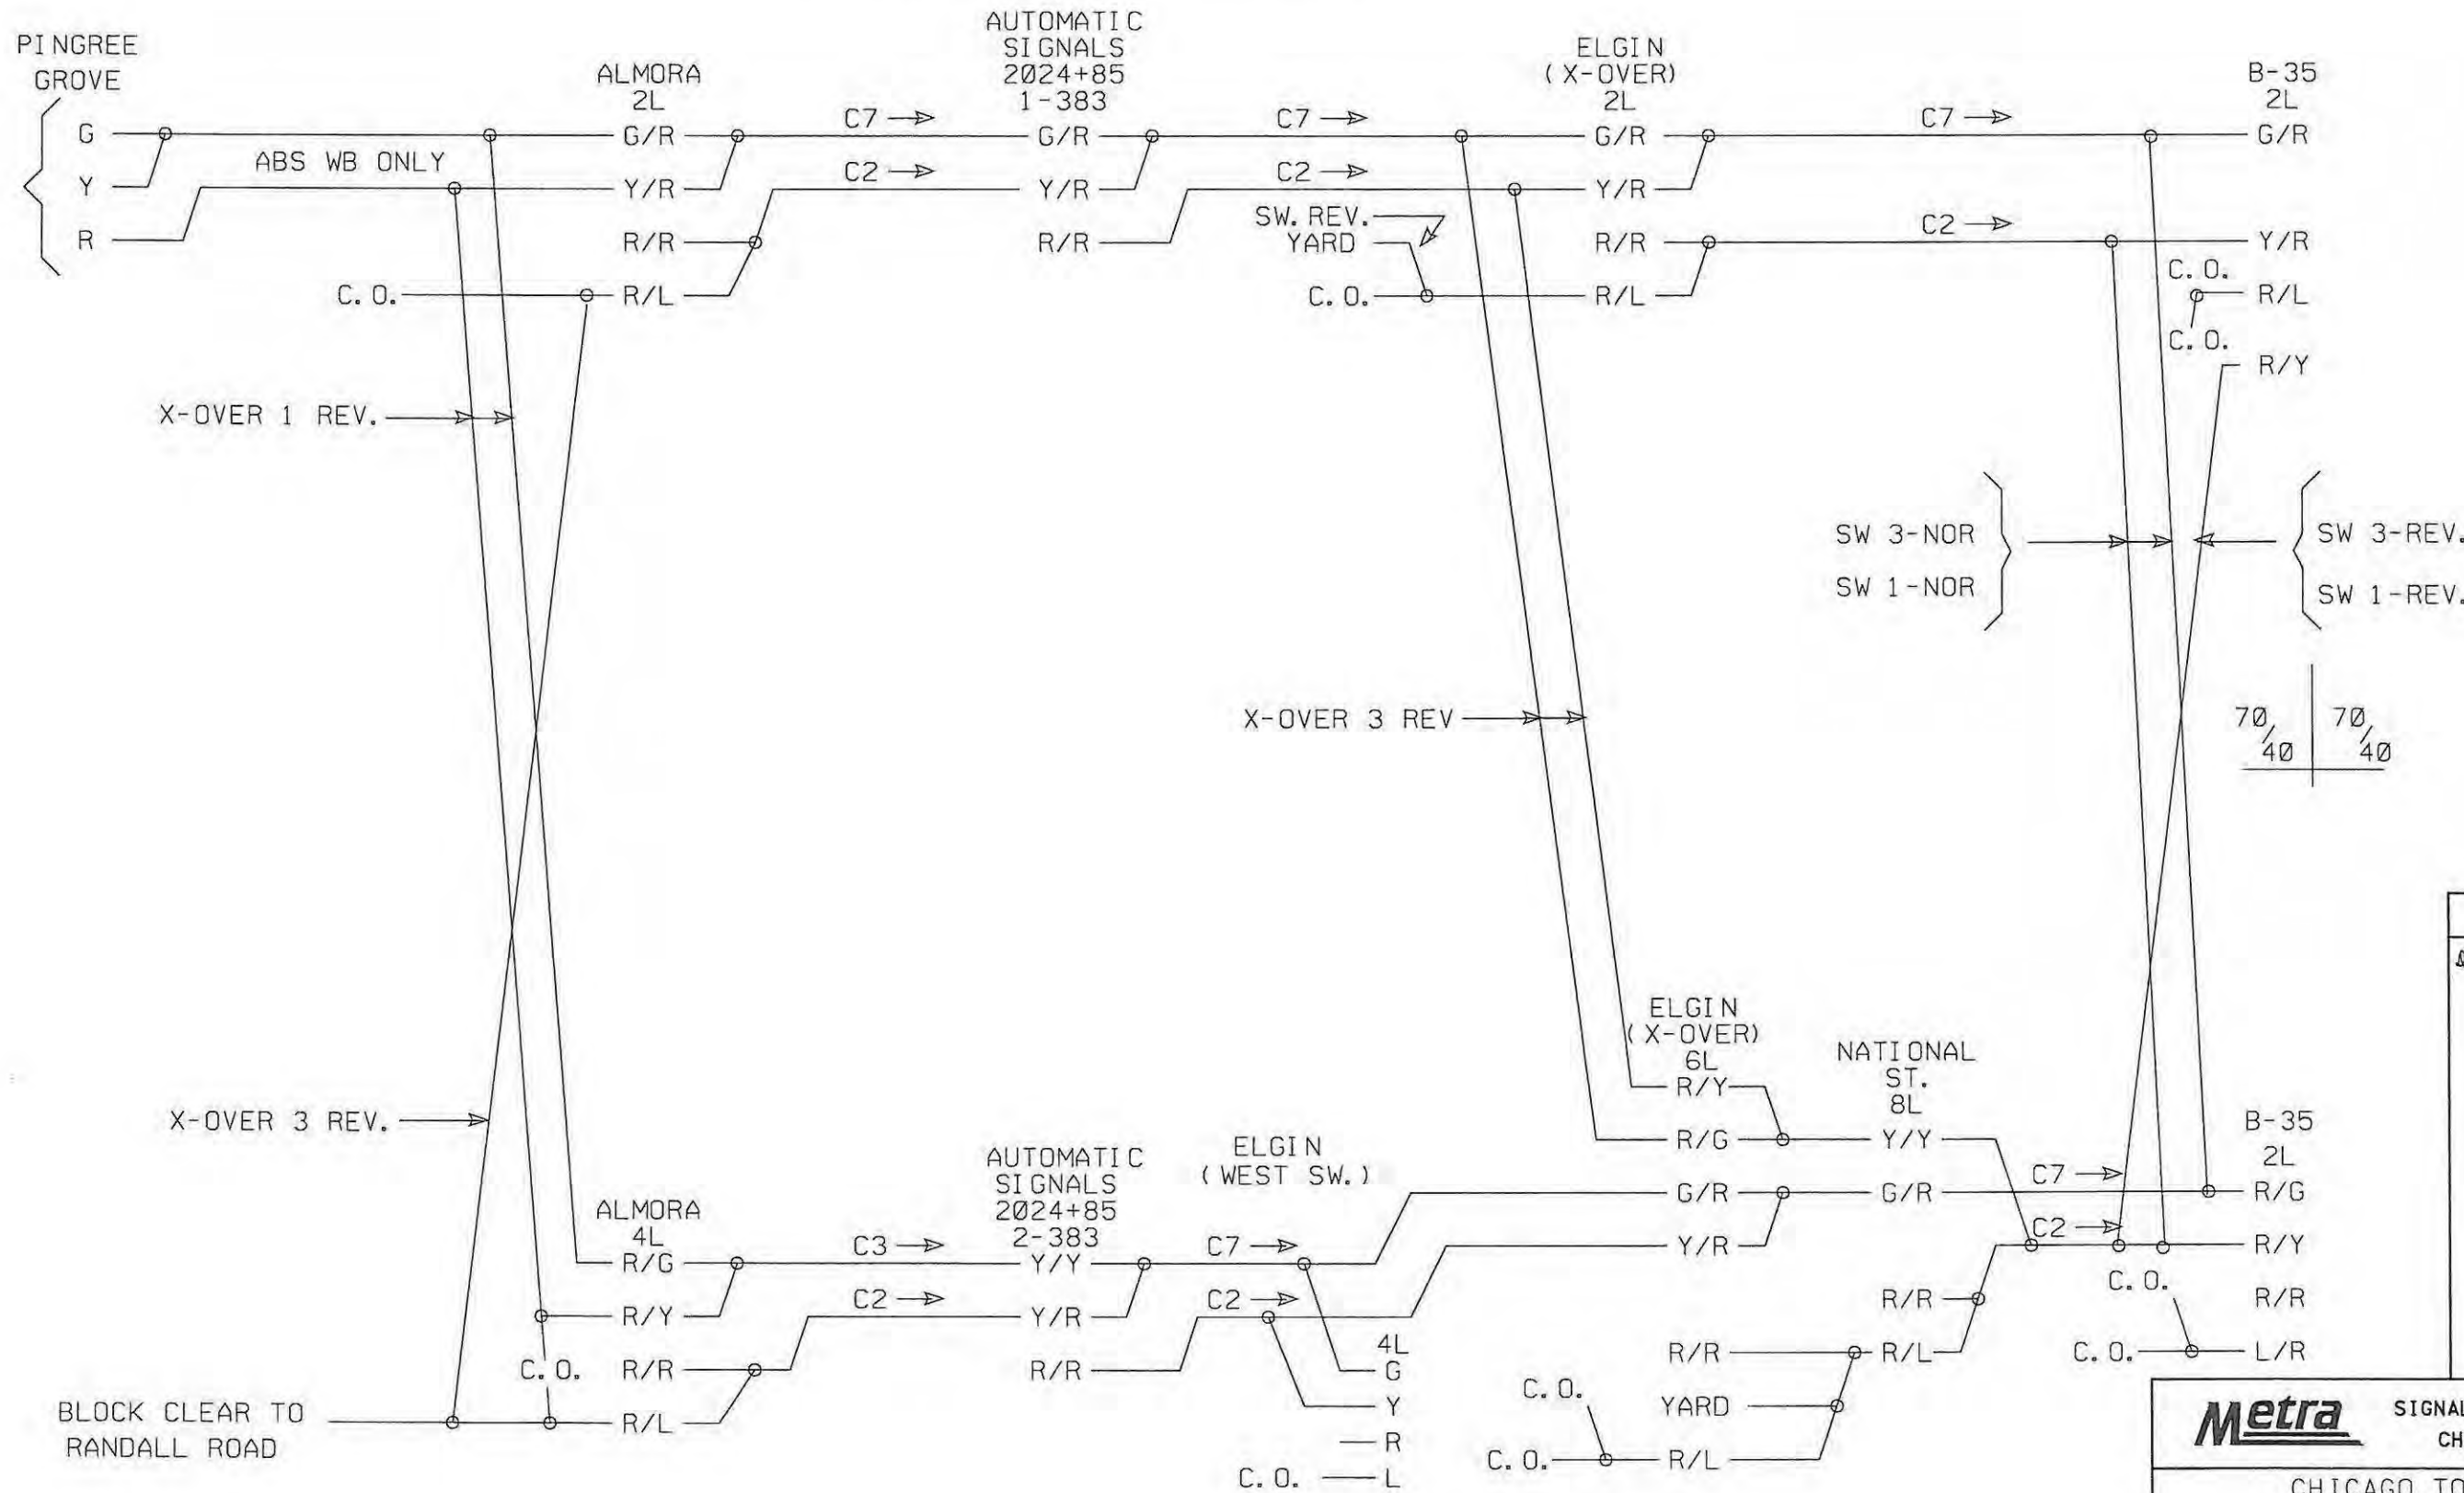 PINGREE
GROVE
G
Y
R
ABS WB ONLY
ALMORA
2L
G/R
Y/R
R/R
C.O.
R/L
C7
C2
AUTOMATIC
SIGNALS
2024+85
1-383
G/R
Y/R
R/R
C7
C2
SW. REV.
YARD
C.O.
ELGIN
(X-OVER)
2L
G/R
Y/R
R/R
R/L
C7
C2
B-35
2L
G/R
Y/R
C.O.
R/L
C.O.
R/Y
X-OVER 1 REV.
SW 3-NOR
SW 1-NOR
SW 3-REV.
SW 1-REV.
X-OVER 3 REV
70/40
70/40
X-OVER 3 REV.
BLOCK CLEAR TO
RANDALL ROAD
ALMORA
4L
R/G
R/Y
C.O.
R/R
R/L
C3
C2
AUTOMATIC
SIGNALS
2024+85
2-383
Y/Y
Y/R
R/R
ELGIN
(WEST SW.)
C7
C2
4L
G
Y
R
C.O.
L
ELGIN
(X-OVER)
6L
R/Y
R/G
G/R
Y/R
R/R
C.O.
YARD
C.O.
R/L
NATIONAL
ST.
8L
Y/Y
G/R
R/R
R/L
C7
C2
B-35
2L
R/G
R/Y
C.O.
R/R
C.O.
L/R
Metra
SIGNAL
CH
CHICAGO TO